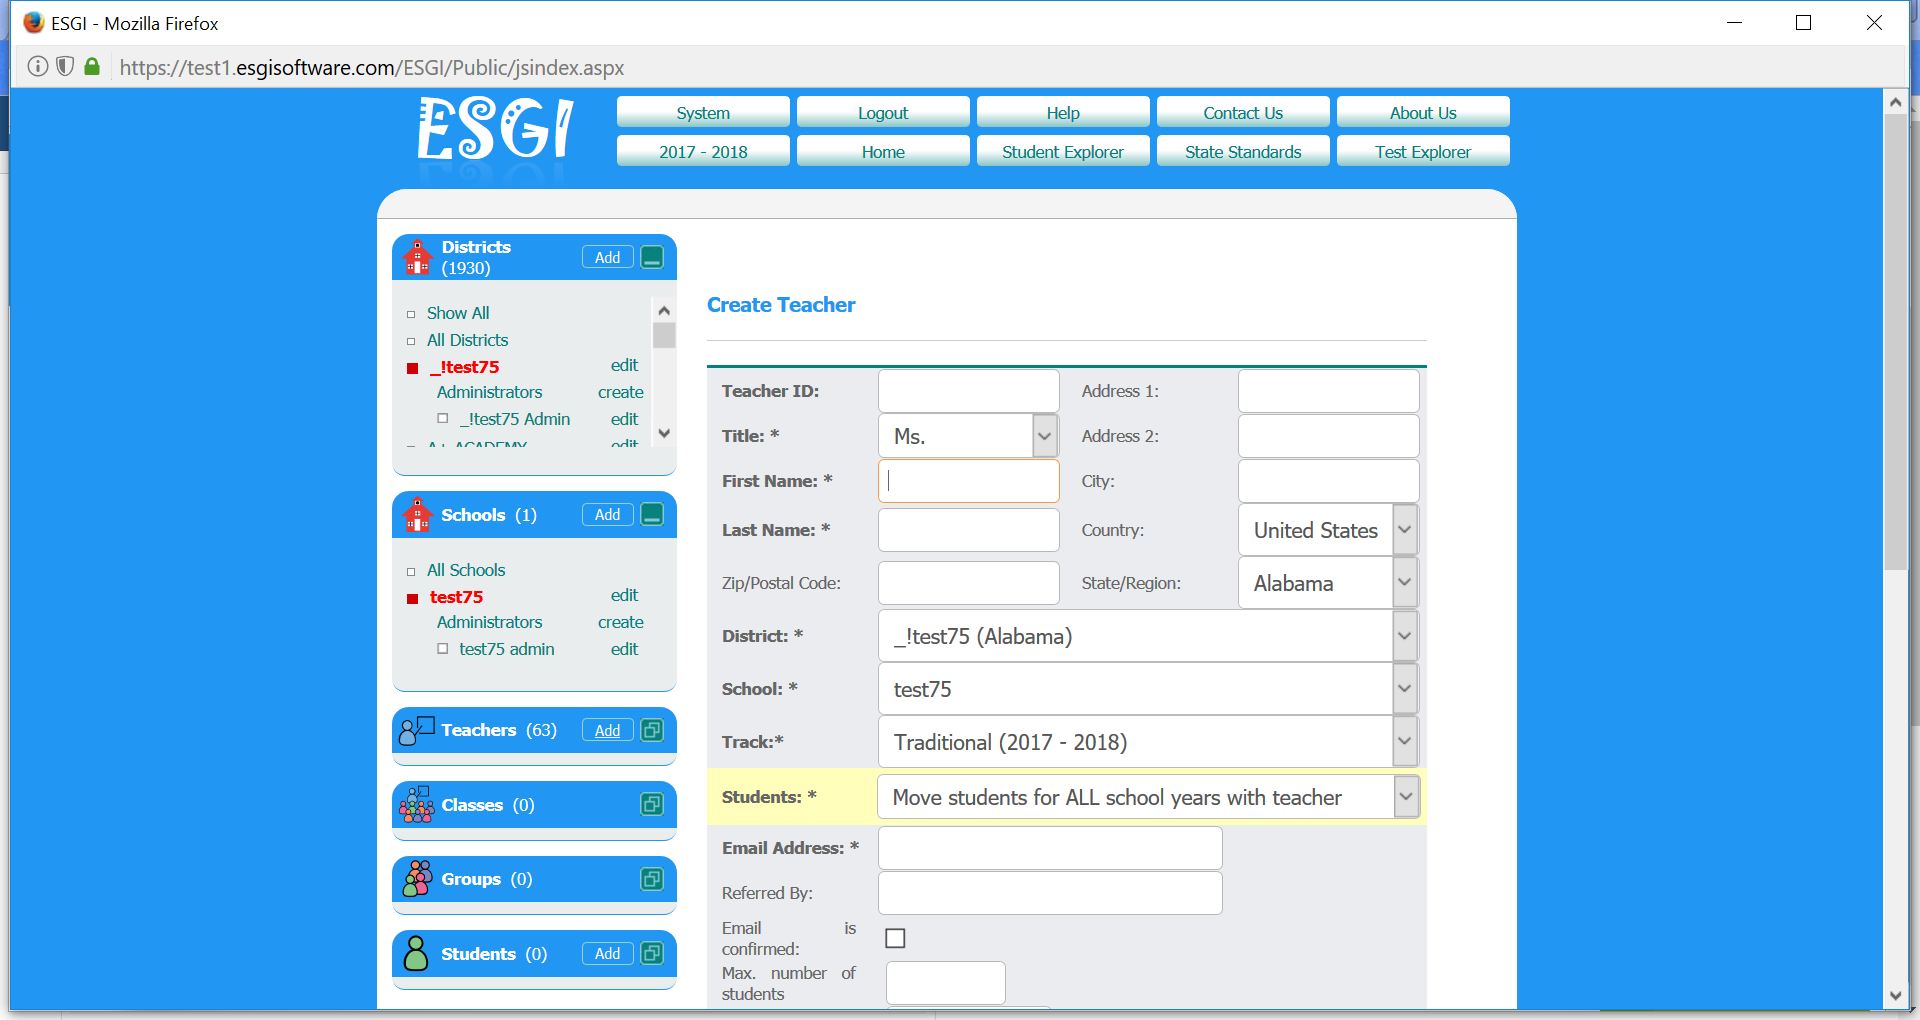 ESGI - Mozilla Firefox
https://test1.esgisoftware.com/ESGI/Public/jsindex.aspx
ESGI
System Logout Help Contact Us About Us
2017 - 2018 Home Student Explorer State Standards Test Explorer
Districts
(1930)
Add
Show All
All Districts
_!test75 edit
Administrators create
_!test75 Admin edit
A+ ACADEMY edit
Schools (1) Add
All Schools
test75 edit
Administrators create
test75 admin edit
Teachers (63) Add
Classes (0)
Groups (0)
Students (0) Add
Create Teacher
Teacher ID: Address 1:
Title: * Ms. Address 2:
First Name: * City:
Last Name: * Country: United States
Zip/Postal Code: State/Region: Alabama
District: * _!test75 (Alabama)
School: * test75
Track:* Traditional (2017 - 2018)
Students: * Move students for ALL school years with teacher
Email Address: *
Referred By:
Email is
confirmed:
Max. number of
students